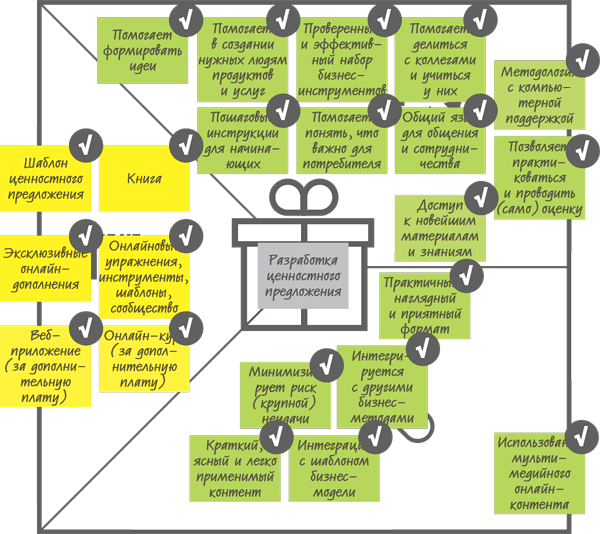 Помогает
формировать
идеи
Помогает
в создании
нужных людям
продуктов
и услуг
Проверенный
и эффектив-
ный набор
бизнес-
инструментов
Помогает
делиться
с коллегами
и учиться
у них
Методология
с компью-
терной
поддержкой
Пошаговые
инструкции
для начина-
ющих
Помогает
понять, что
важно для
потребителя
Общий язык
для общения
и сотрудни-
чества
Позволяет
практи-
коваться
и проводить
(само) оценку
Шаблон
ценностного
предложения
Книга
Доступ
к новейшим
материалам
и знаниям
Эксклюзивные
онлайн-
дополнения
Онлайновые
упражнения,
инструменты,
шаблоны,
сообщество
Разработка
ценностного
предложения
Практичный,
наглядный
и приятный
формат
Веб-
приложение
(за дополни-
тельную
плату)
Онлайн-курс
(за допол-
нительную
плату)
Минимизи-
рует риск
(крупной)
неудачи
Интегри-
руется
с другими
бизнес-
методами
Краткий,
ясный и легко
применимый
контент
Интеграция
с шаблоном
бизнес-
модели
Использование
мульти-
медийного
онлайн-
контента